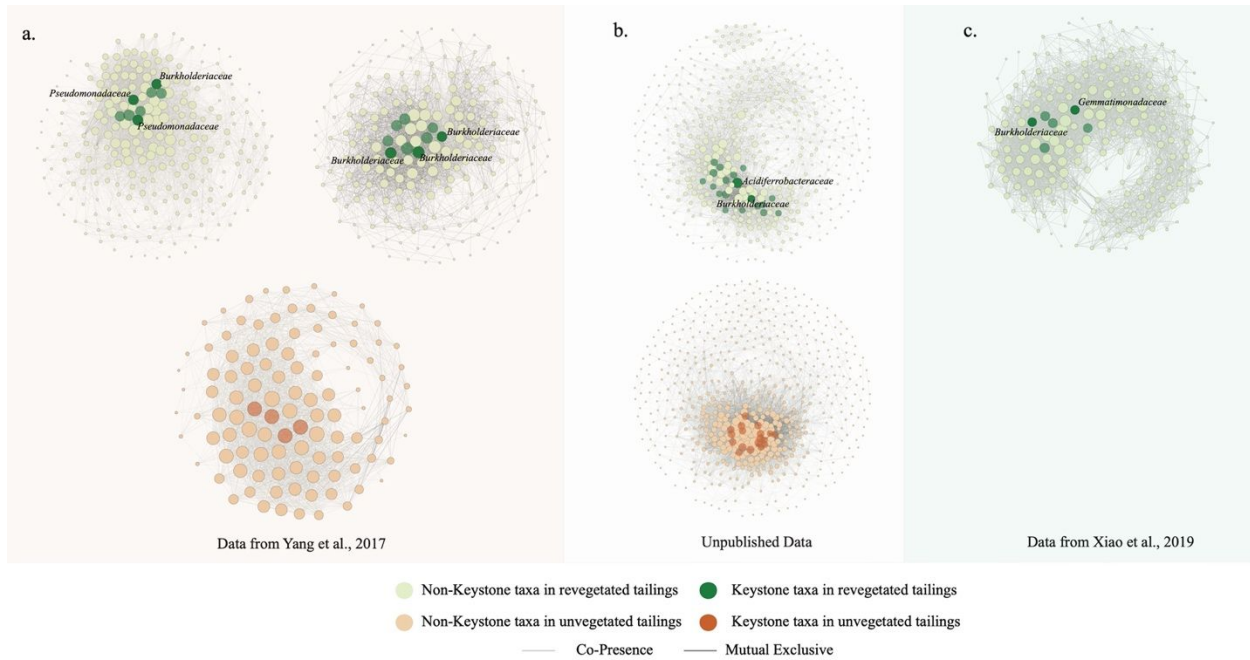 a.
Burkholderiaceae
Pseudomonadaceae
Pseudomonadaceae
Burkholderiaceae
Burkholderiaceae
Burkholderiaceae
Data from Yang et al., 2017
b.
Acidiferrobacteraceae
Burkholderiaceae
Unpublished Data
c.
Gemmatimonadaceae
Burkholderiaceae
Data from Xiao et al., 2019
Non-Keystone taxa in revegetated tailings
Keystone taxa in revegetated tailings
Non-Keystone taxa in unvegetated tailings
Keystone taxa in unvegetated tailings
Co-Presence
Mutual Exclusive